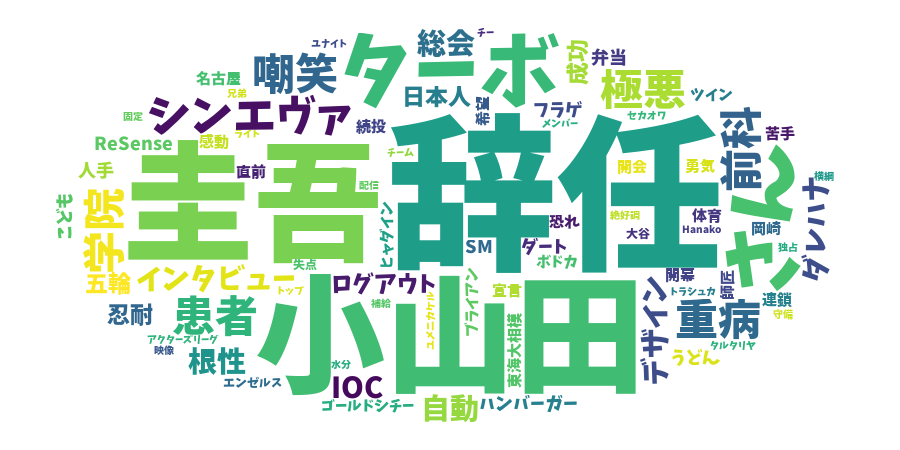 ユナイト
チー
総会
ターボ
成功
弁当
嘲笑
名古屋
兄弟
日本人
極悪
ツイン
シンエヴァ
希望
フラゲ
メンバー
セカオワ
固定
続投
辞任
前科
苦手
ReSense
感動
ライト
圭吾
チーム
開会
勇気
さん
人手
直前
配信
横綱
ダレハナ
こども
学院
ヒャダイン
恐れ
絶好調
体育
Hanako
大谷
岡崎
SM
ダート
独占
失点
ボドカ
五輪
インタビュー
トップ
ログアウト
ブライアン
宣言
開幕
トラシュカ
師匠
連鎖
守備
忍耐
患者
小山田
補給
ユメニカケル
東海大相模
デザイン
重病
アクターズリーグ
映像
根性
水分
タルタリヤ
うどん
エンゼルス
IOC
ゴールドシチー
自動
ハンバーガー